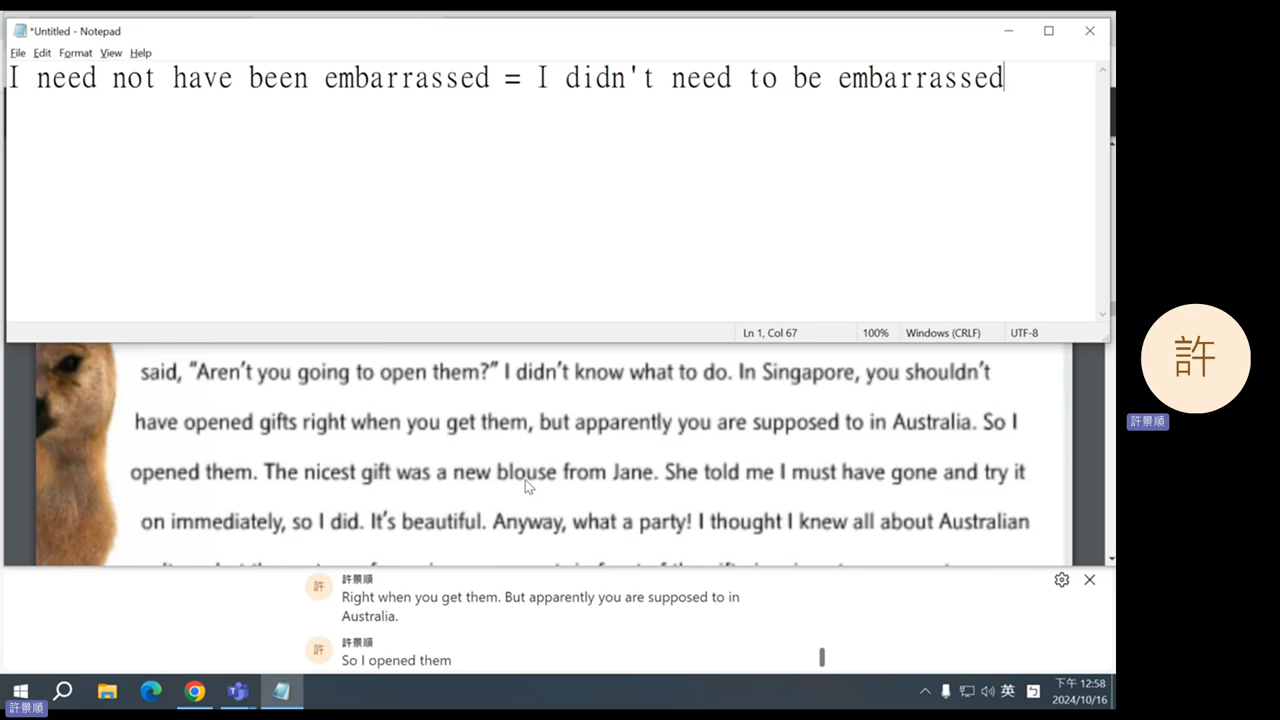 *Untitled - Notepad
File Edit Format View Help
I need not have been embarrassed = I didn't need to be embarrassed
Ln 1, Col 67 100% Windows (CRLF) UTF-8
said, “Aren’t you going to open them?” I didn’t know what to do. In Singapore, you shouldn’t
have opened gifts right when you get them, but apparently you are supposed to in Australia. So I
opened them. The nicest gift was a new blouse from Jane. She told me I must have gone and try it
on immediately, so I did. It’s beautiful. Anyway, what a party! I thought I knew all about Australian
許
許景順
許
許景順
Right when you get them. But apparently you are supposed to in
Australia.
許
許景順
So I opened them
英
下午 12:58
2024/10/16
許景順